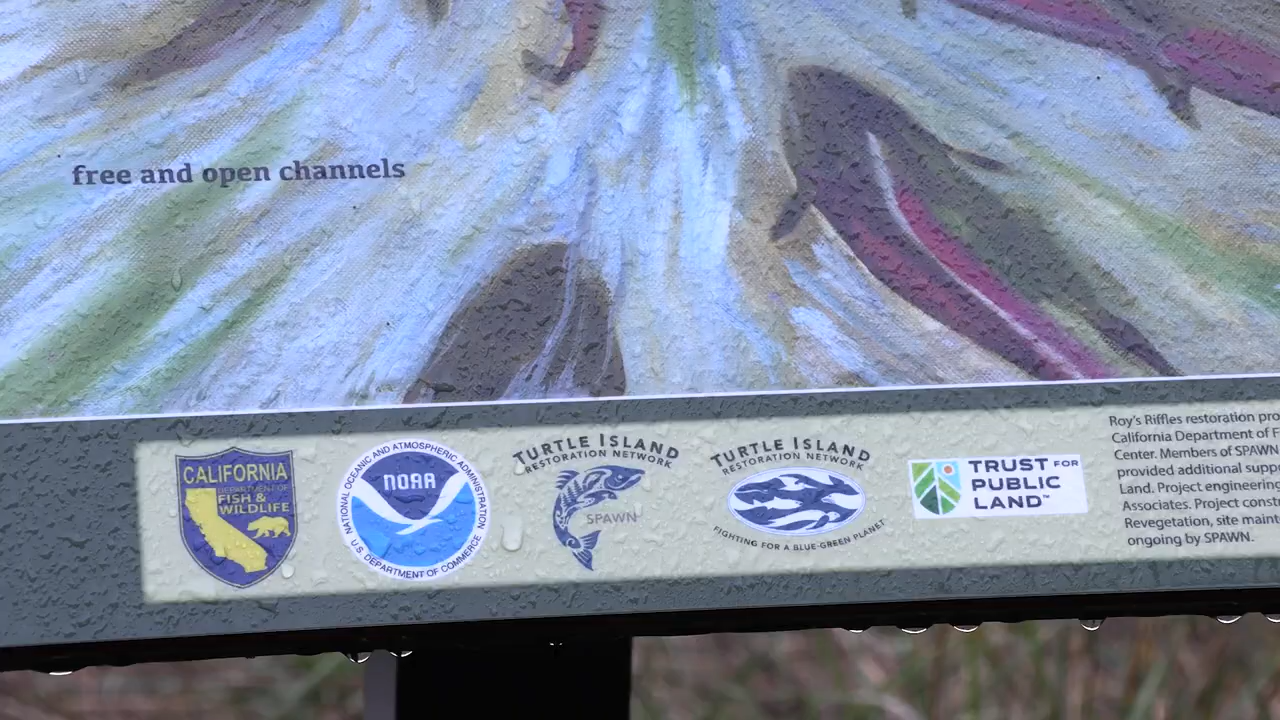 free and open channels
CALIFORNIA
DEPARTMENT OF
FISH &
WILDLIFE
NATIONAL OCEANIC AND ATMOSPHERIC ADMINISTRATION
NOAA
U.S. DEPARTMENT OF COMMERCE
TURTLE ISLAND
RESTORATION NETWORK
SPAWN
TURTLE ISLAND
RESTORATION NETWORK
FIGHTING FOR A BLUE-GREEN PLANET
TRUST FOR
PUBLIC
LAND™
Roy's Riffles restoration pro
California Department of F
Center. Members of SPAWN
provided additional supp
Land. Project engineering
Associates. Project const
Revegetation, site maint
ongoing by SPAWN.